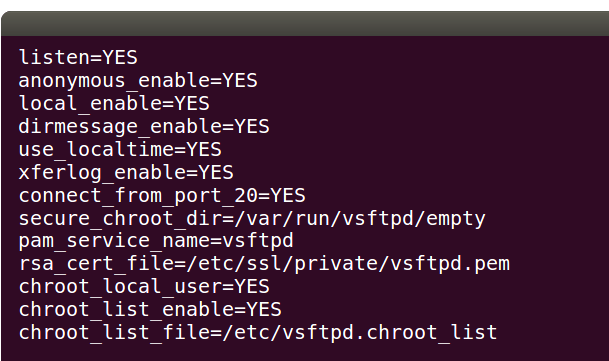 listen=YES
anonymous_enable=YES
local_enable=YES
dirmessage_enable=YES
use_localtime=YES
xferlog_enable=YES
connect_from_port_20=YES
secure_chroot_dir=/var/run/vsftpd/empty
pam_service_name=vsftpd
rsa_cert_file=/etc/ssl/private/vsftpd.pem
chroot_local_user=YES
chroot_list_enable=YES
chroot_list_file=/etc/vsftpd.chroot_list